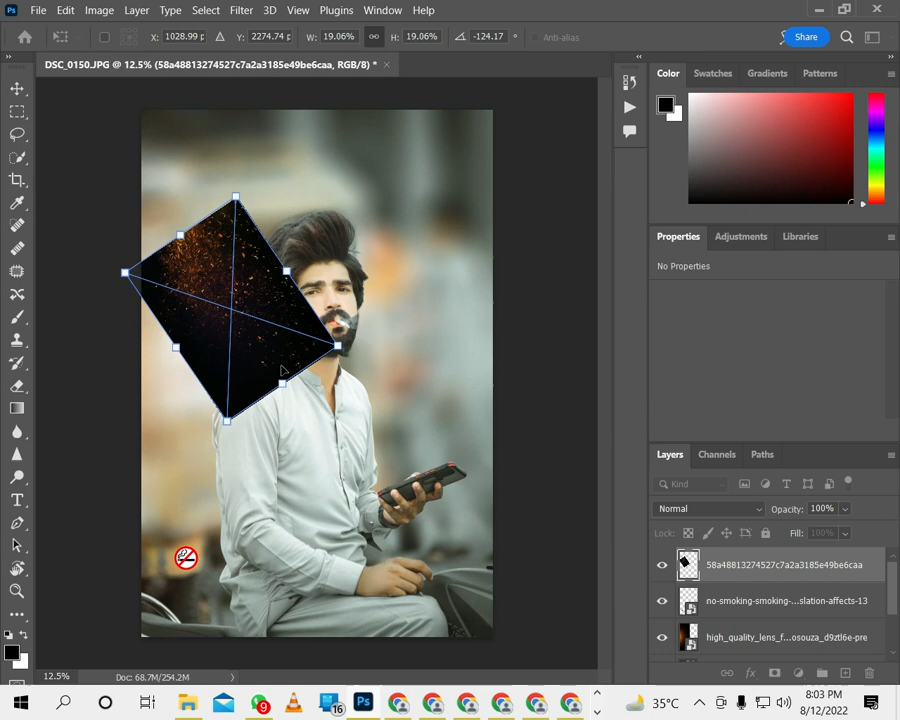 Ps File Edit Image Layer Type Select Filter 3D View Plugins Window Help
X: 1028.99 p Y: 2274.74 p W: 19.06% H: 19.06% -124.17 ° Anti-alias Share
DSC_0150.JPG @ 12.5% (58a48813274527c7a2a3185e49be6caa, RGB/8) * ×
Color Swatches Gradients Patterns
Properties Adjustments Libraries
No Properties
Layers Channels Paths
Kind
Normal Opacity: 100%
Lock: Fill: 100%
58a48813274527c7a2a3185e49be6caa
no-smoking-smoking-...slation-affects-13
high_quality_lens_f...osouza_d9ztl6e-pre
12.5% Doc: 68.7M/254.2M
9 16 Ps 35°C 8:03 PM
8/12/2022